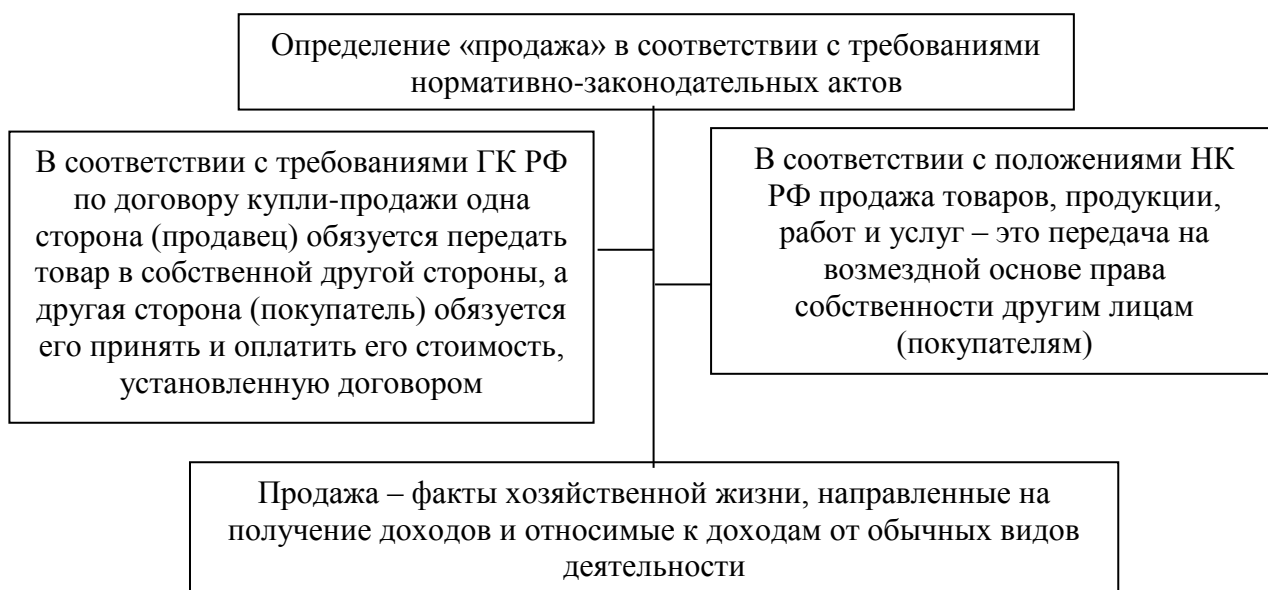 Определение «продажа» в соответствии с требованиями
нормативно-законодательных актов
В соответствии с требованиями ГК РФ
по договору купли-продажи одна
сторона (продавец) обязуется передать
товар в собственной другой стороны, а
другая сторона (покупатель) обязуется
его принять и оплатить его стоимость,
установленную договором
В соответствии с положениями НК
РФ продажа товаров, продукции,
работ и услуг – это передача на
возмездной основе права
собственности другим лицам
(покупателям)
Продажа – факты хозяйственной жизни, направленные на
получение доходов и относимые к доходам от обычных видов
деятельности